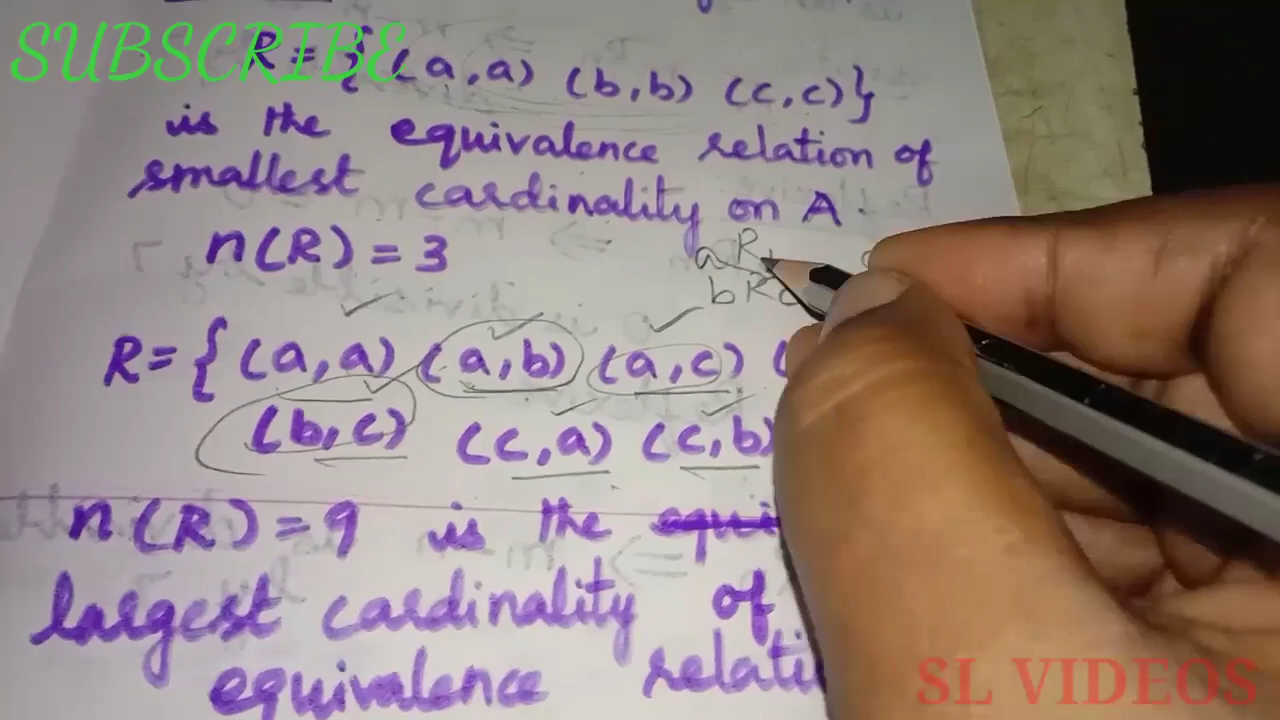 SUBSCRIBE
R = { (a,a) (b,b) (c,c)}
is the equivalence relation of
smallest cardinality on A.
n(R) = 3
a R
b R c
R = { (a,a) (a,b) (a,c) (
(b,c) (c,a) (c,b)
n(R) = 9 is the
largest cardinality of
equivalence relati
SL VIDEOS